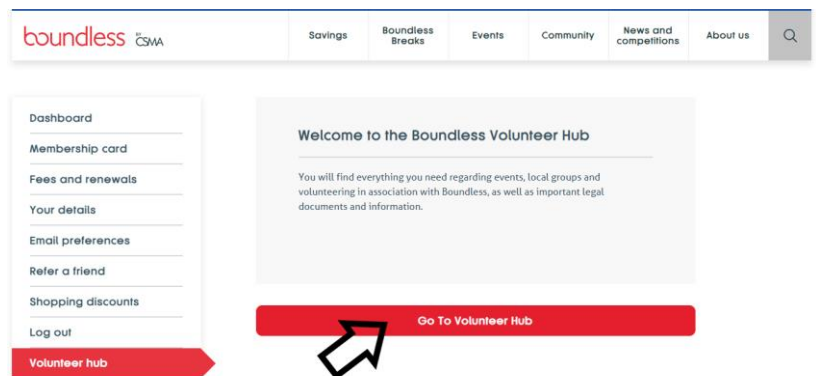 boundless BY CSMA
Savings
Boundless
Breaks
Events
Community
News and
competitions
About us
Dashboard
Membership card
Fees and renewals
Your details
Email preferences
Refer a friend
Shopping discounts
Log out
Volunteer hub
Welcome to the Boundless Volunteer Hub
You will find everything you need regarding events, local groups and
volunteering in association with Boundless, as well as important legal
documents and information.
Go To Volunteer Hub